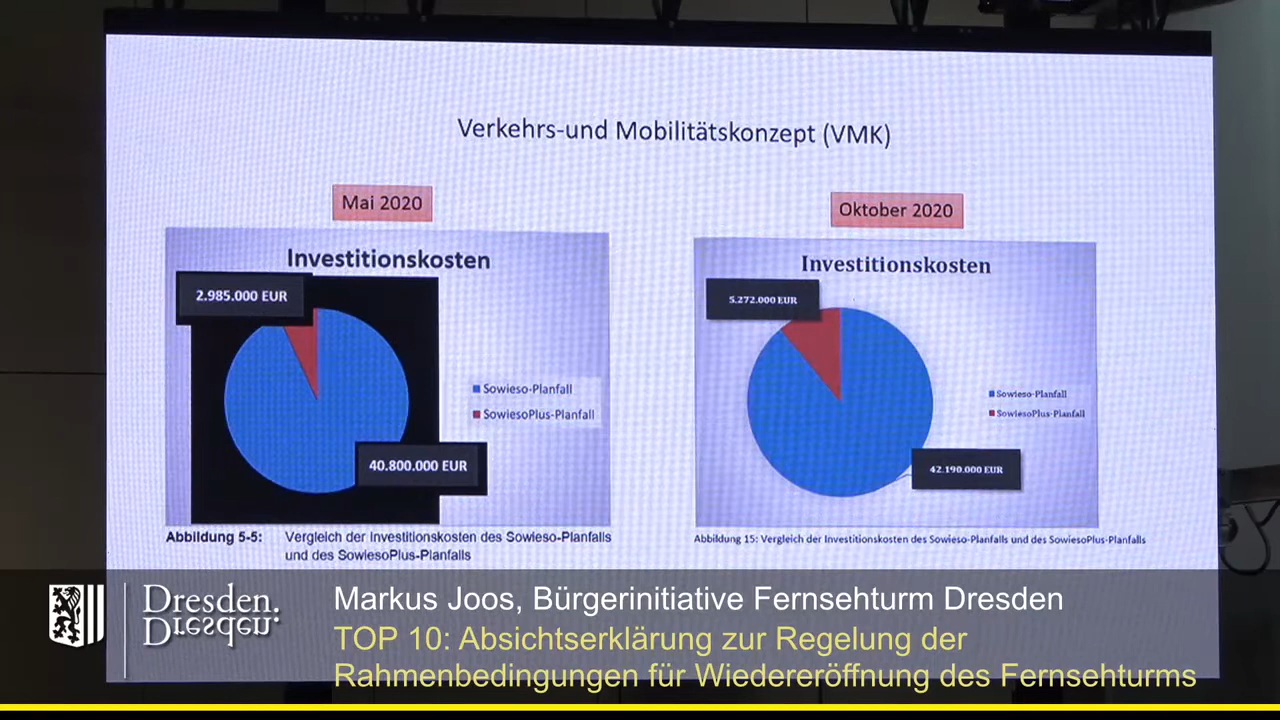 Verkehrs-und Mobilitätskonzept (VMK)
Mai 2020
Investitionskosten
2.985.000 EUR
40.800.000 EUR
Sowieso-Planfall
SowiesoPlus-Planfall
Abbildung 5-5: Vergleich der Investitionskosten des Sowieso-Planfalls
und des SowiesoPlus-Planfalls
Oktober 2020
Investitionskosten
5.272.000 EUR
42.190.000 EUR
Sowieso-Planfall
SowiesoPlus-Planfall
Abbildung 15: Vergleich der Investitionskosten des Sowieso-Planfalls und des SowiesoPlus-Planfalls
Dresden.
Dresden.
Markus Joos, Bürgerinitiative Fernsehturm Dresden
TOP 10: Absichtserklärung zur Regelung der
Rahmenbedingungen für Wiedereröffnung des Fernsehturms